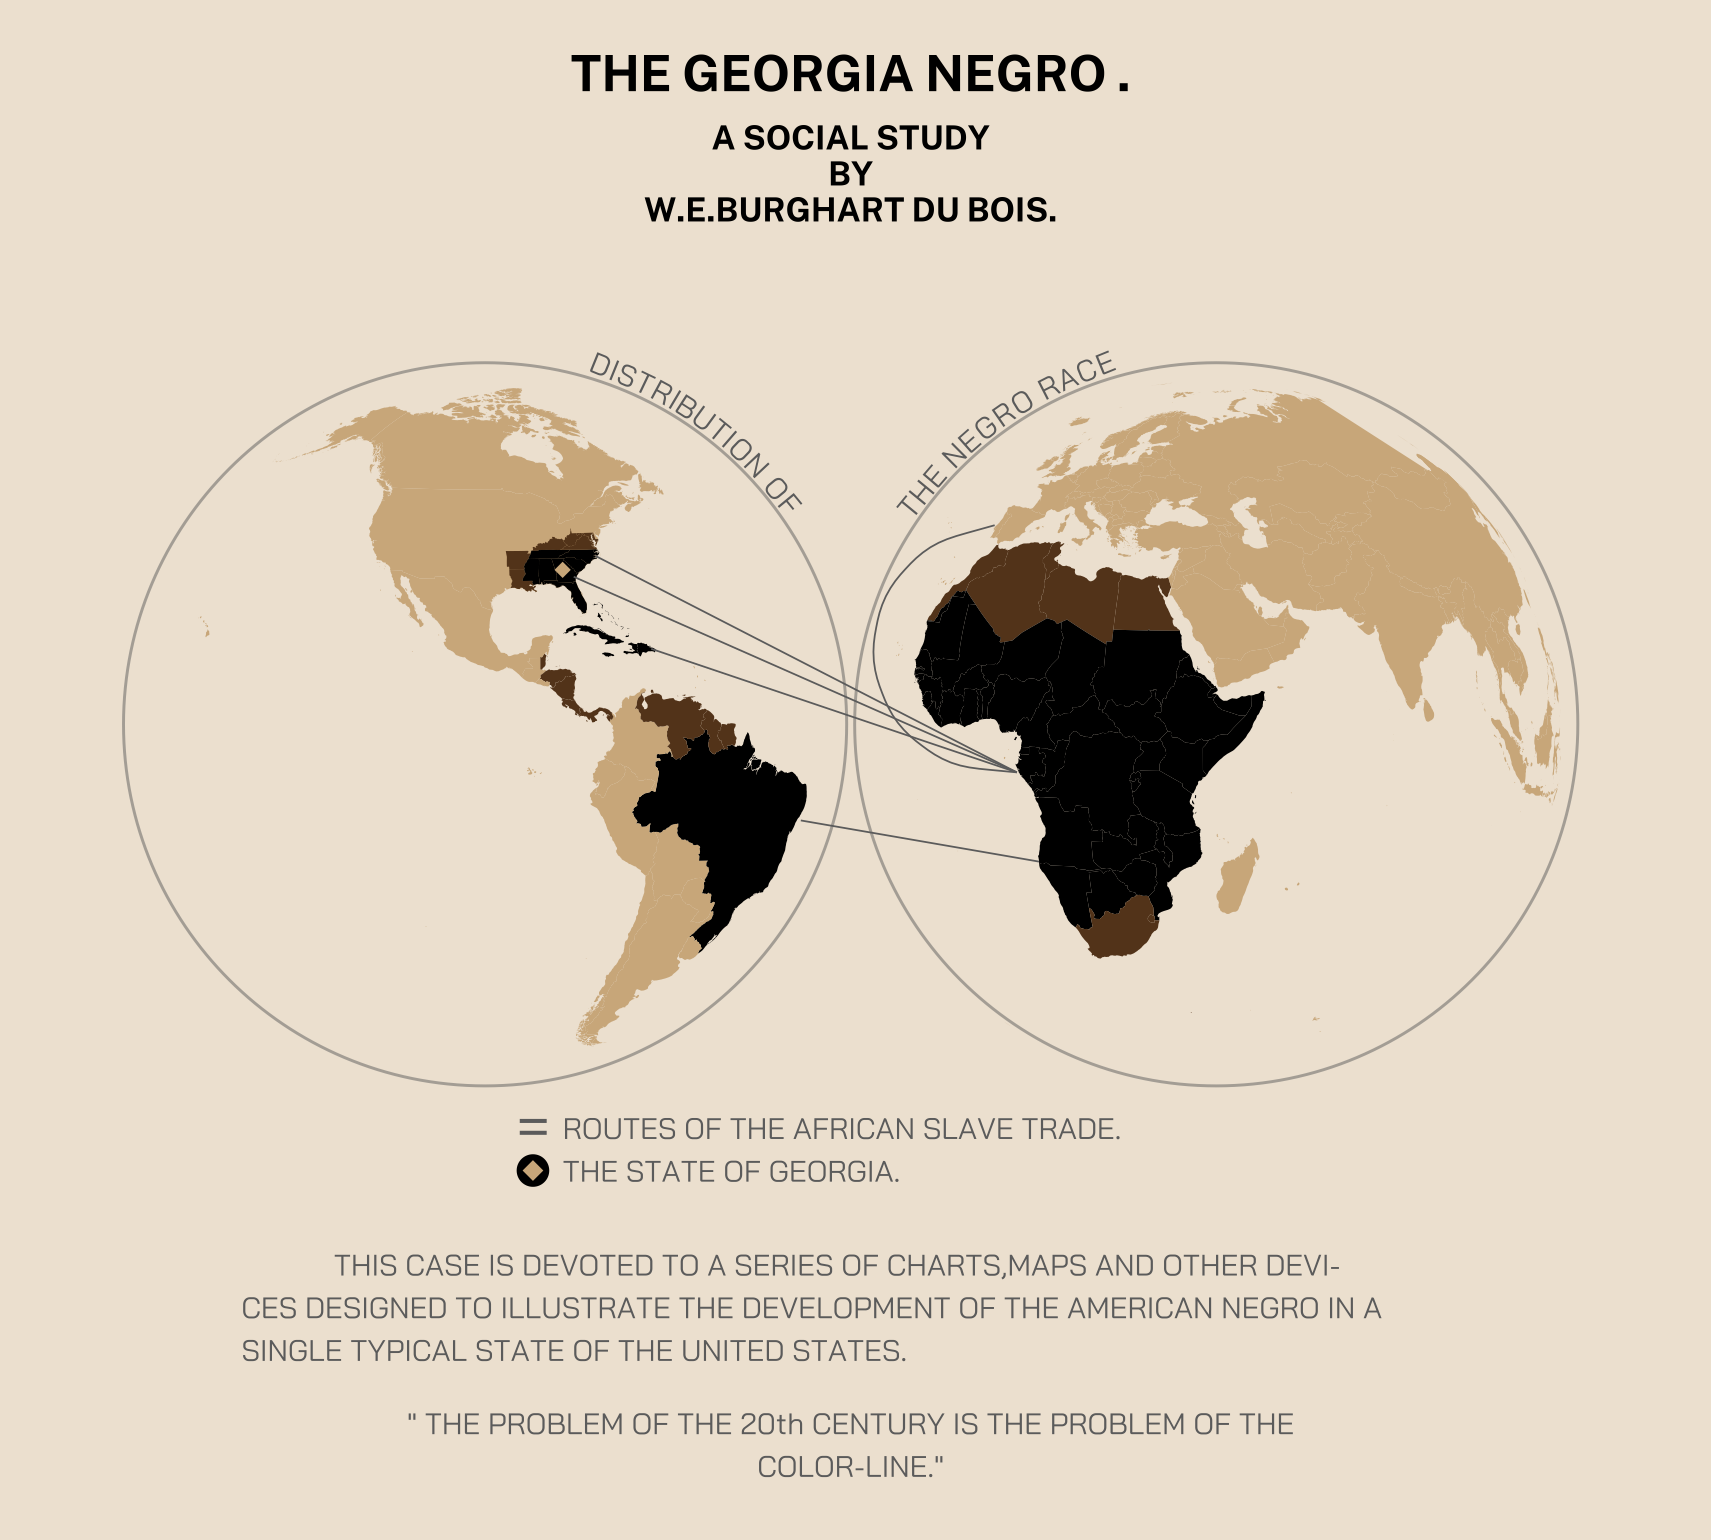 THE GEORGIA NEGRO .
A SOCIAL STUDY
BY
W.E.BURGHART DU BOIS.
DISTRIBUTION OF
THE NEGRO RACE
ROUTES OF THE AFRICAN SLAVE TRADE.
THE STATE OF GEORGIA.
THIS CASE IS DEVOTED TO A SERIES OF CHARTS,MAPS AND OTHER DEVI-
CES DESIGNED TO ILLUSTRATE THE DEVELOPMENT OF THE AMERICAN NEGRO IN A
SINGLE TYPICAL STATE OF THE UNITED STATES.
" THE PROBLEM OF THE 20th CENTURY IS THE PROBLEM OF THE
COLOR-LINE."